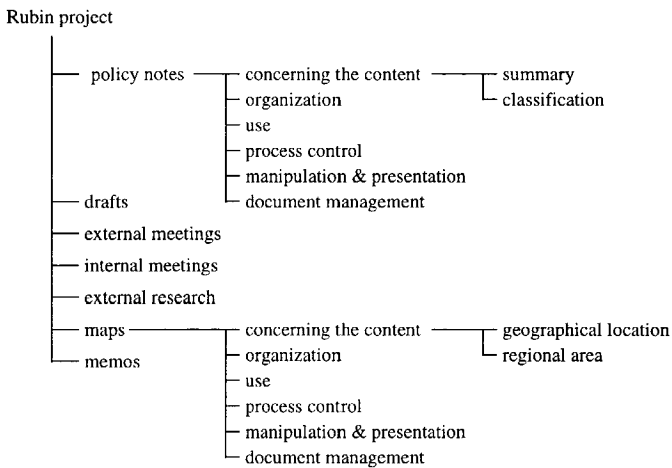 Rubin project
policy notes concerning the content summary
organization classification
use
process control
manipulation & presentation
drafts document management
external meetings
internal meetings
external research
maps concerning the content geographical location
memos organization regional area
use
process control
manipulation & presentation
document management